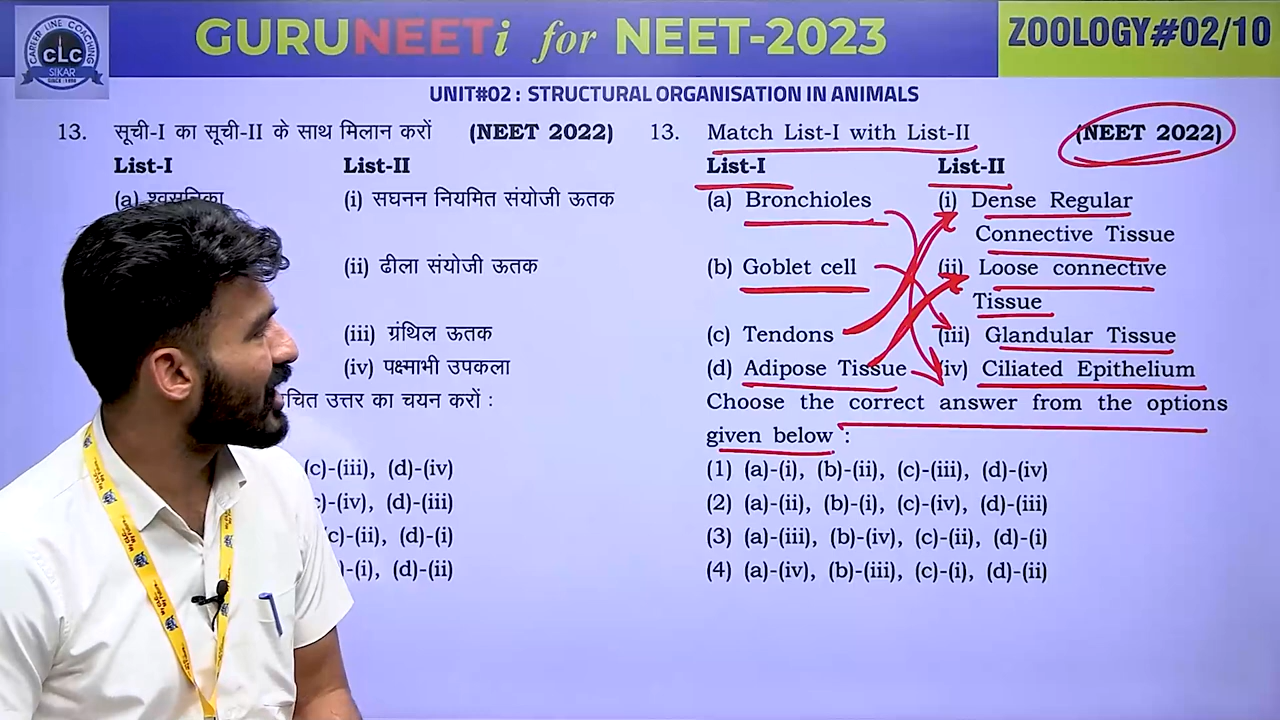 CAREER LINE COACHING
CLC
SIKAR
SINCE : 1996
GURUNEETi for NEET-2023
ZOOLOGY#02/10
UNIT#02 : STRUCTURAL ORGANISATION IN ANIMALS
13. सूची-I का सूची-II के साथ मिलान करों (NEET 2022)
List-I List-II
(a) श्वसनिका (i) सघनन नियमित संयोजी ऊतक
(ii) ढीला संयोजी ऊतक
(iii) ग्रंथिल ऊतक
(iv) पक्ष्माभी उपकला
चित उत्तर का चयन करों :
(c)-(iii), (d)-(iv)
)-(iv), (d)-(iii)
c)-(ii), (d)-(i)
)-(i), (d)-(ii)
13. Match List-I with List-II (NEET 2022)
List-I List-II
(a) Bronchioles (i) Dense Regular
Connective Tissue
(b) Goblet cell (ii) Loose connective
Tissue
(c) Tendons (iii) Glandular Tissue
(d) Adipose Tissue (iv) Ciliated Epithelium
Choose the correct answer from the options
given below :
(1) (a)-(i), (b)-(ii), (c)-(iii), (d)-(iv)
(2) (a)-(ii), (b)-(i), (c)-(iv), (d)-(iii)
(3) (a)-(iii), (b)-(iv), (c)-(ii), (d)-(i)
(4) (a)-(iv), (b)-(iii), (c)-(i), (d)-(ii)